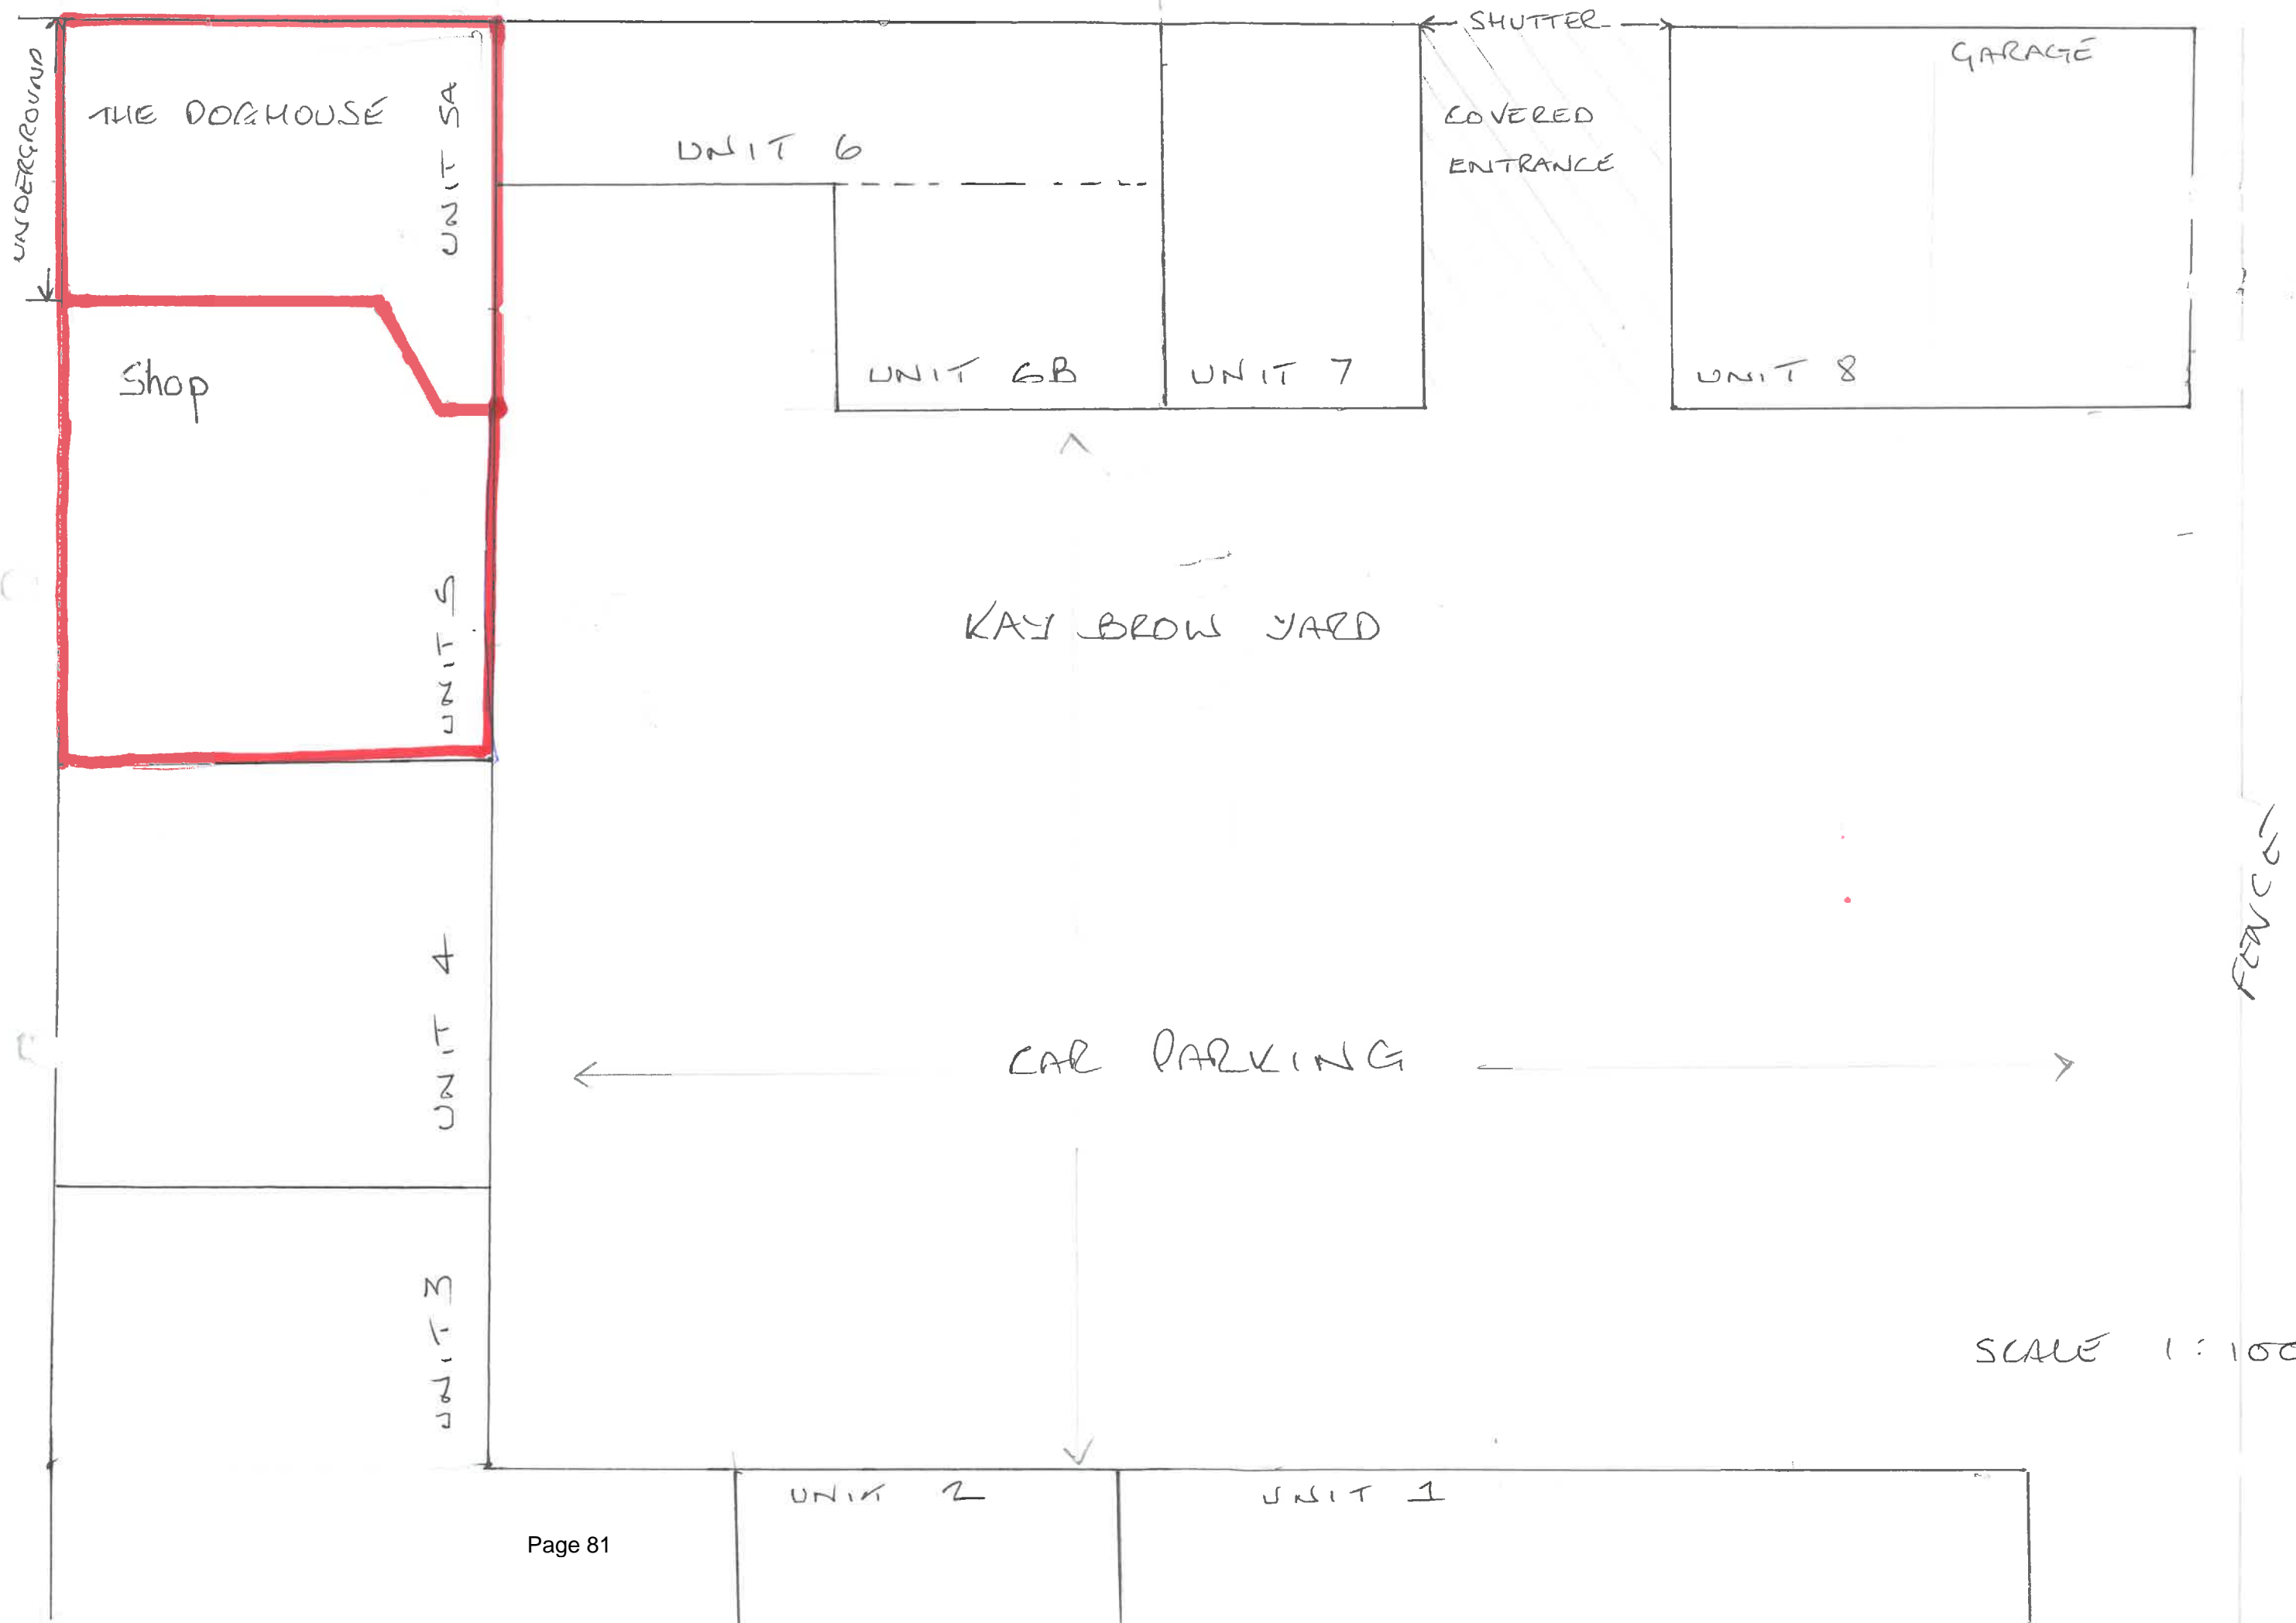 SHUTTER
GARAGE
UNDERGROUND
THE DOGHOUSE
UNIT 5A
UNIT 6
COVERED
ENTRANCE
Shop
UNIT 6B
UNIT 7
UNIT 8
UNIT 5
KAY BROW YARD
FENCE
UNIT 4
CAR PARKING
UNIT 3
SCALE 1:100
UNIT 2
UNIT 1
Page 81